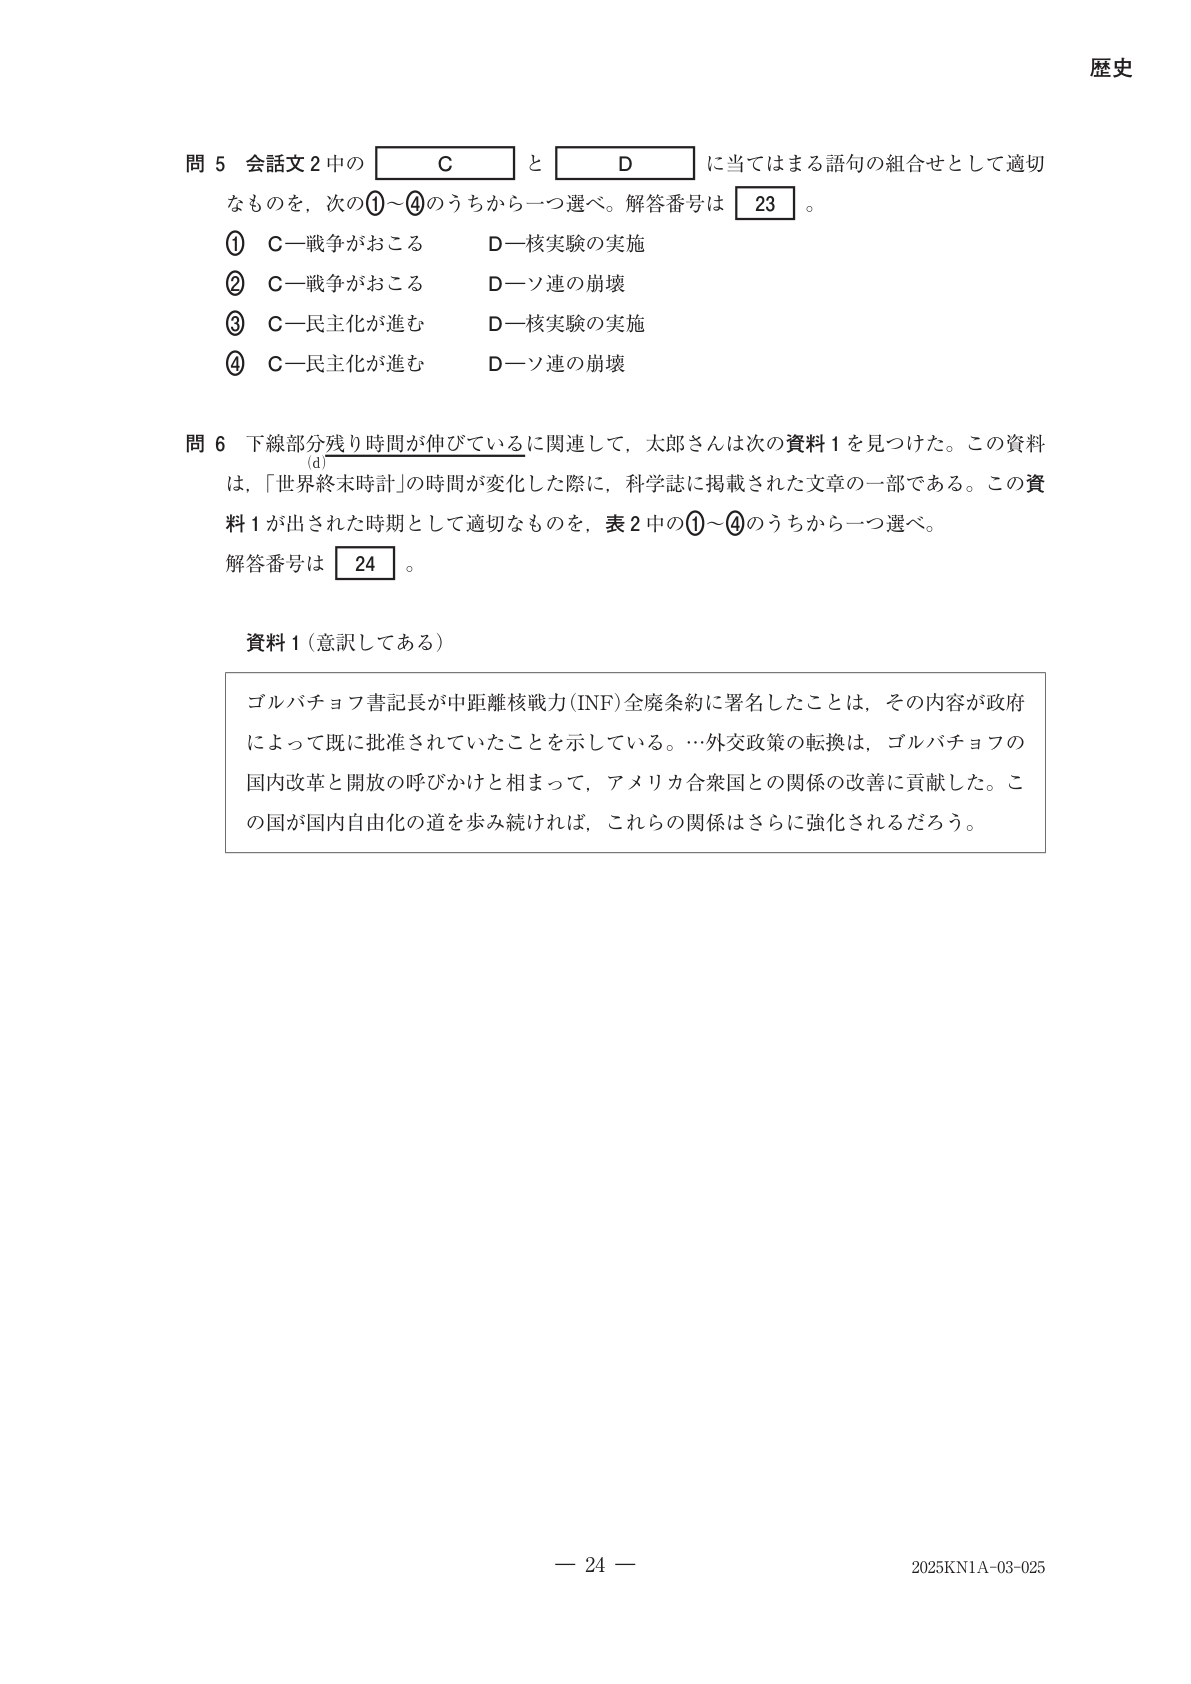 歴史
問 5 会話文 2 中の C と D に当てはまる語句の組合せとして適切
なものを，次の①～④のうちから一つ選べ。解答番号は 23 。
① C―戦争がおこる D―核実験の実施
② C―戦争がおこる D―ソ連の崩壊
③ C―民主化が進む D―核実験の実施
④ C―民主化が進む D―ソ連の崩壊
問 6 下線部分残り時間が伸びているに関連して，太郎さんは次の資料 1 を見つけた。この資料
(d)
は，「世界終末時計」の時間が変化した際に，科学誌に掲載された文章の一部である。この資
料 1 が出された時期として適切なものを，表 2 中の①～④のうちから一つ選べ。
解答番号は 24 。
資料 1（意訳してある）
ゴルバチョフ書記長が中距離核戦力(INF)全廃条約に署名したことは，その内容が政府
によって既に批准されていたことを示している。…外交政策の転換は，ゴルバチョフの
国内改革と開放の呼びかけと相まって，アメリカ合衆国との関係の改善に貢献した。こ
の国が国内自由化の道を歩み続ければ，これらの関係はさらに強化されるだろう。
― 24 ―
2025KN1A-03-025